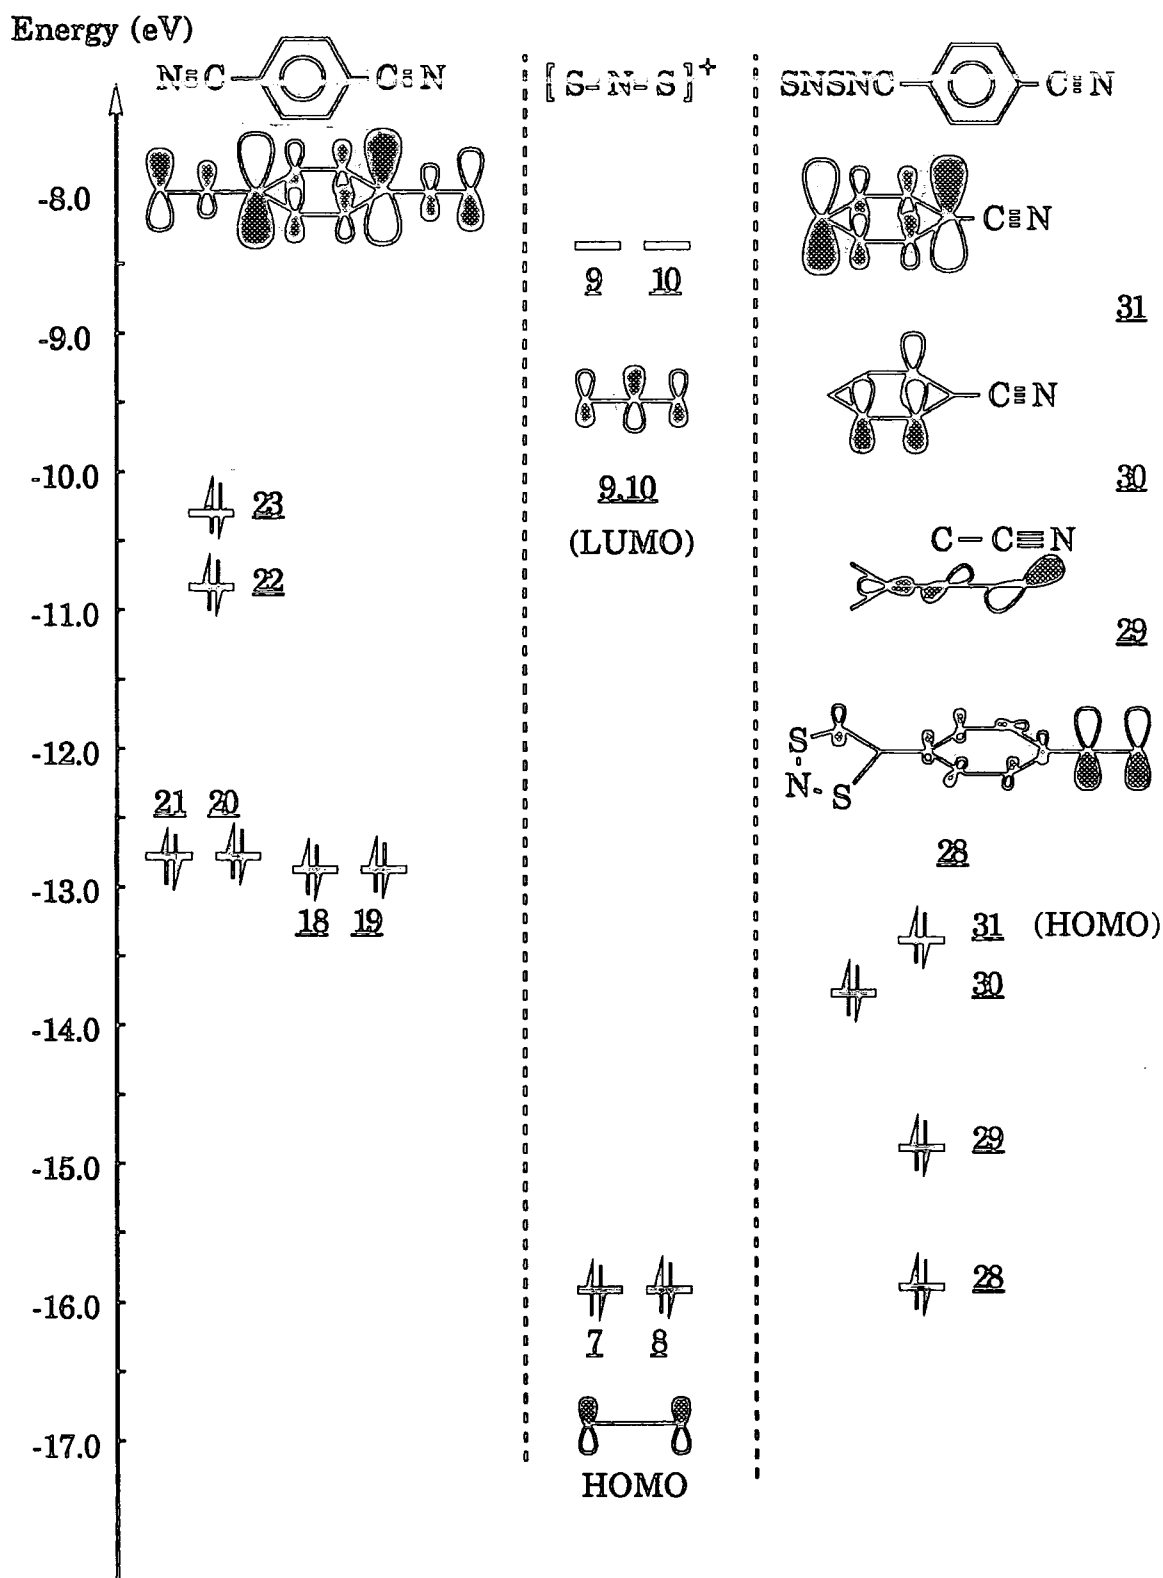 Energy (eV)
N≡C C≡N
[ S-N-S ]+
SNSNC C≡N
-8.0
9 10
C≡N
31
-9.0
C≡N
-10.0
23
9,10
30
(LUMO)
C-C≡N
22
-11.0
29
-12.0
S
N-S
21 20
28
-13.0
18 19
31 (HOMO)
30
-14.0
29
-15.0
28
-16.0
7 8
-17.0
HOMO